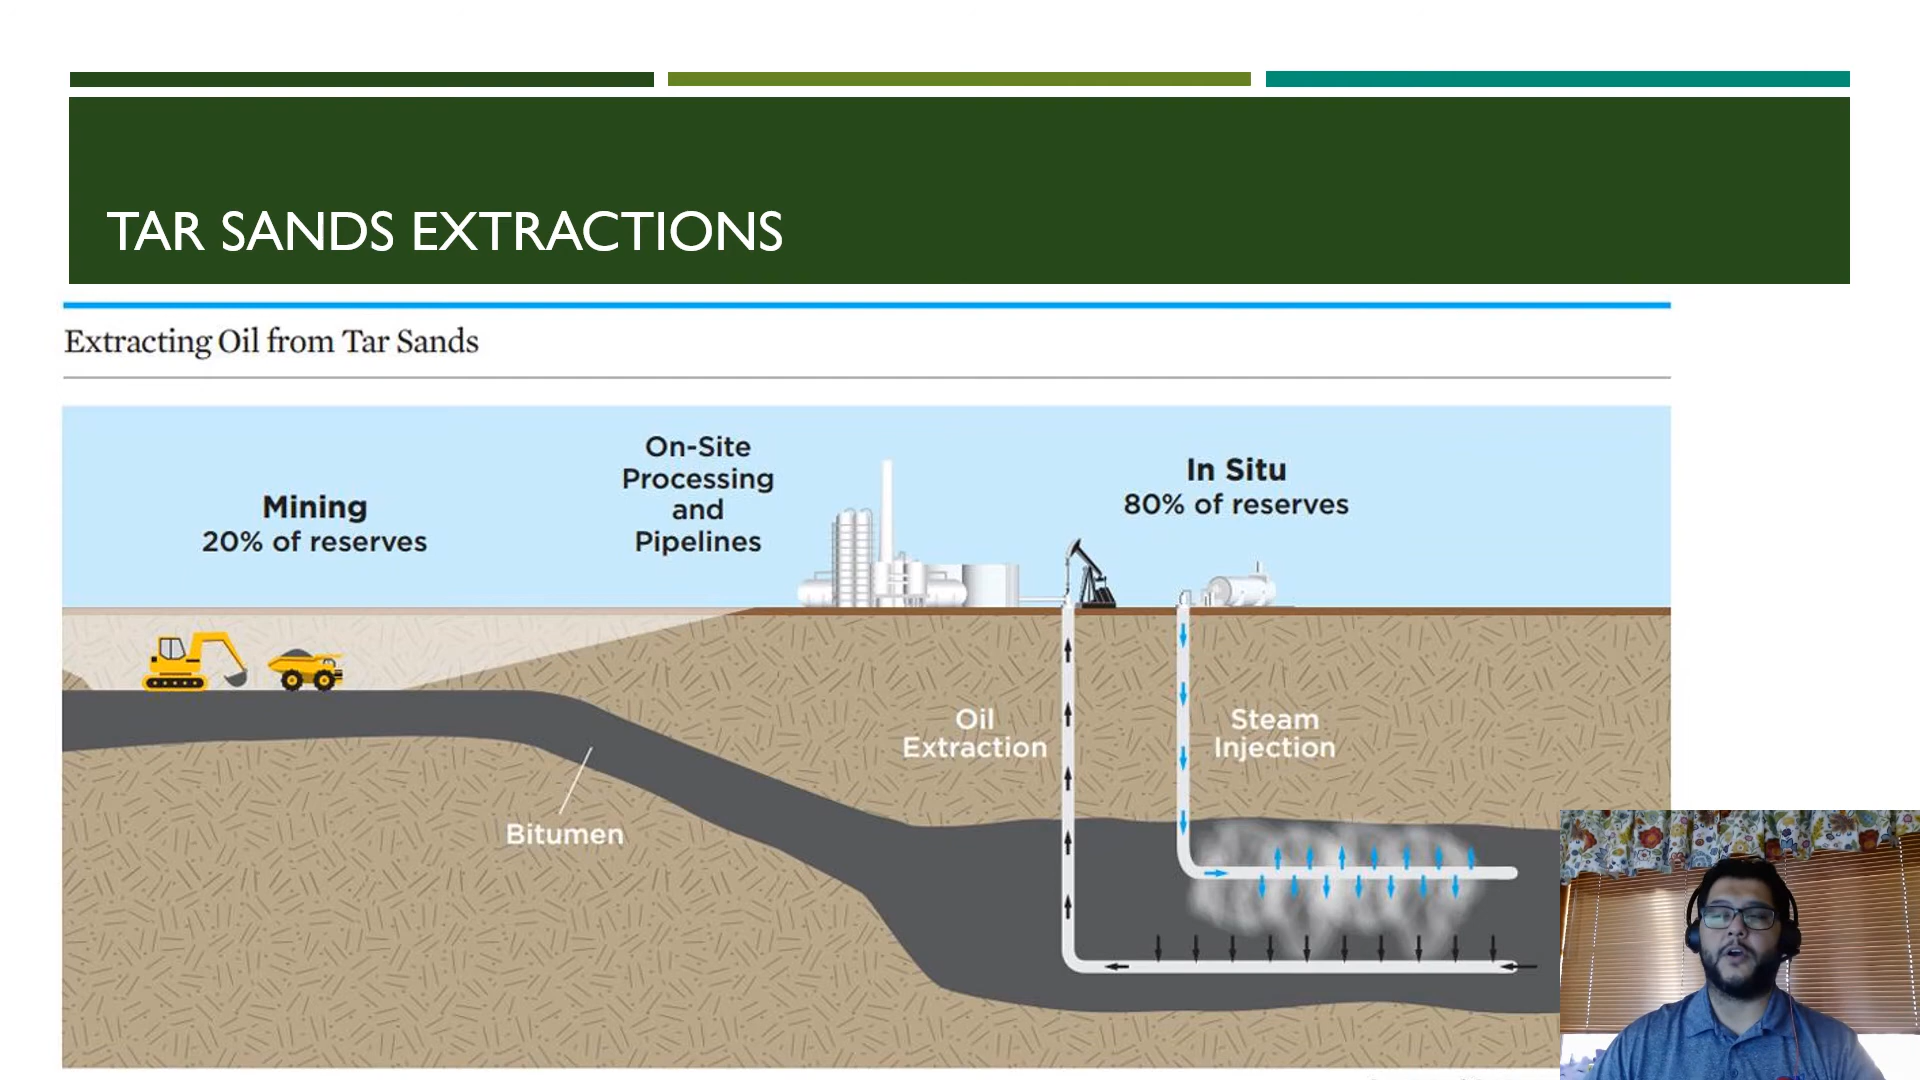 TAR SANDS EXTRACTIONS
Extracting Oil from Tar Sands
On-Site
Processing
and
Pipelines
Mining
20% of reserves
In Situ
80% of reserves
Oil
Extraction
Steam
Injection
Bitumen